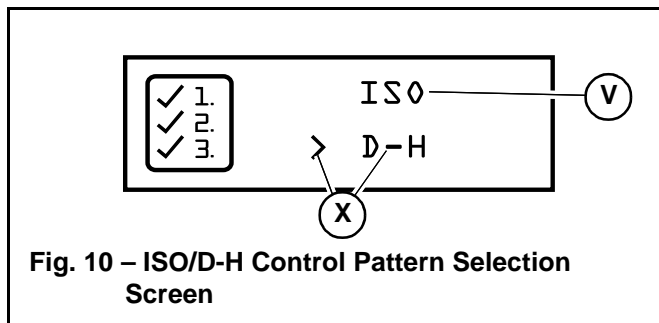 1. ISO V
2.
3. > D-H
X
Fig. 10 – ISO/D-H Control Pattern Selection
Screen